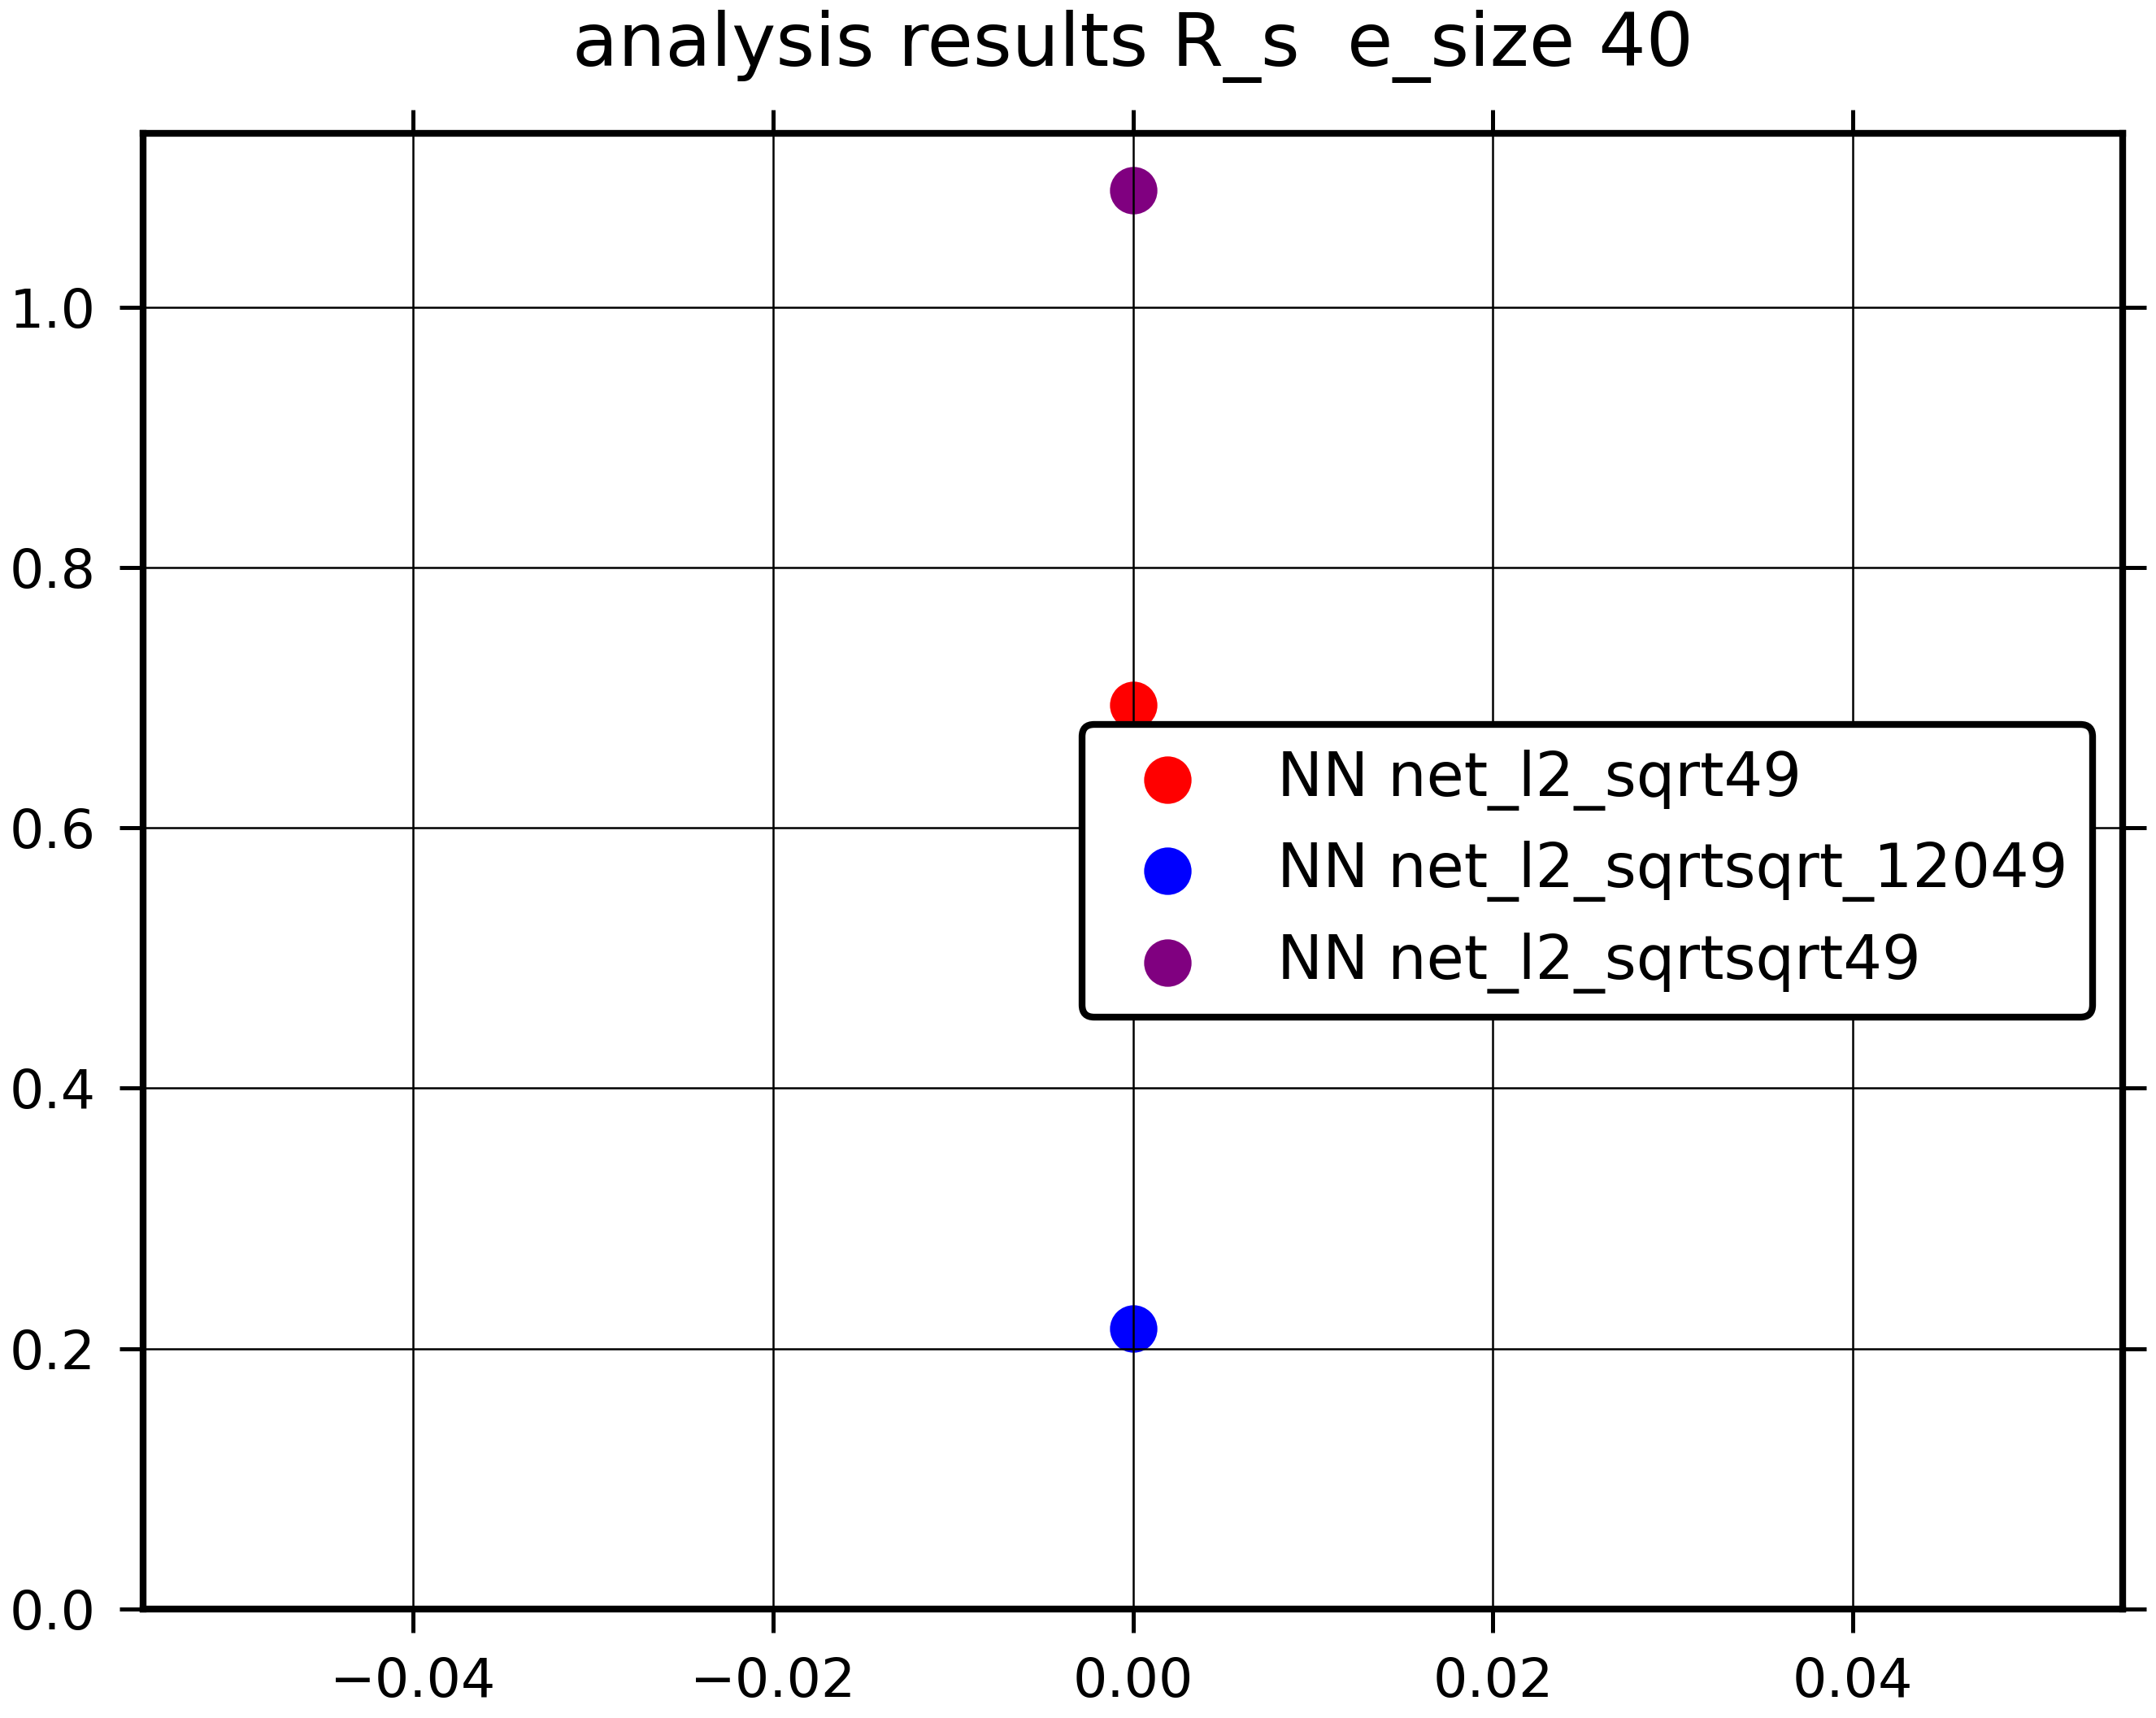 analysis results R_s  e_size 40
1.0
0.8
0.6
0.4
0.2
0.0
NN net_l2_sqrt49
NN net_l2_sqrtsqrt_12049
NN net_l2_sqrtsqrt49
−0.04 −0.02 0.00 0.02 0.04